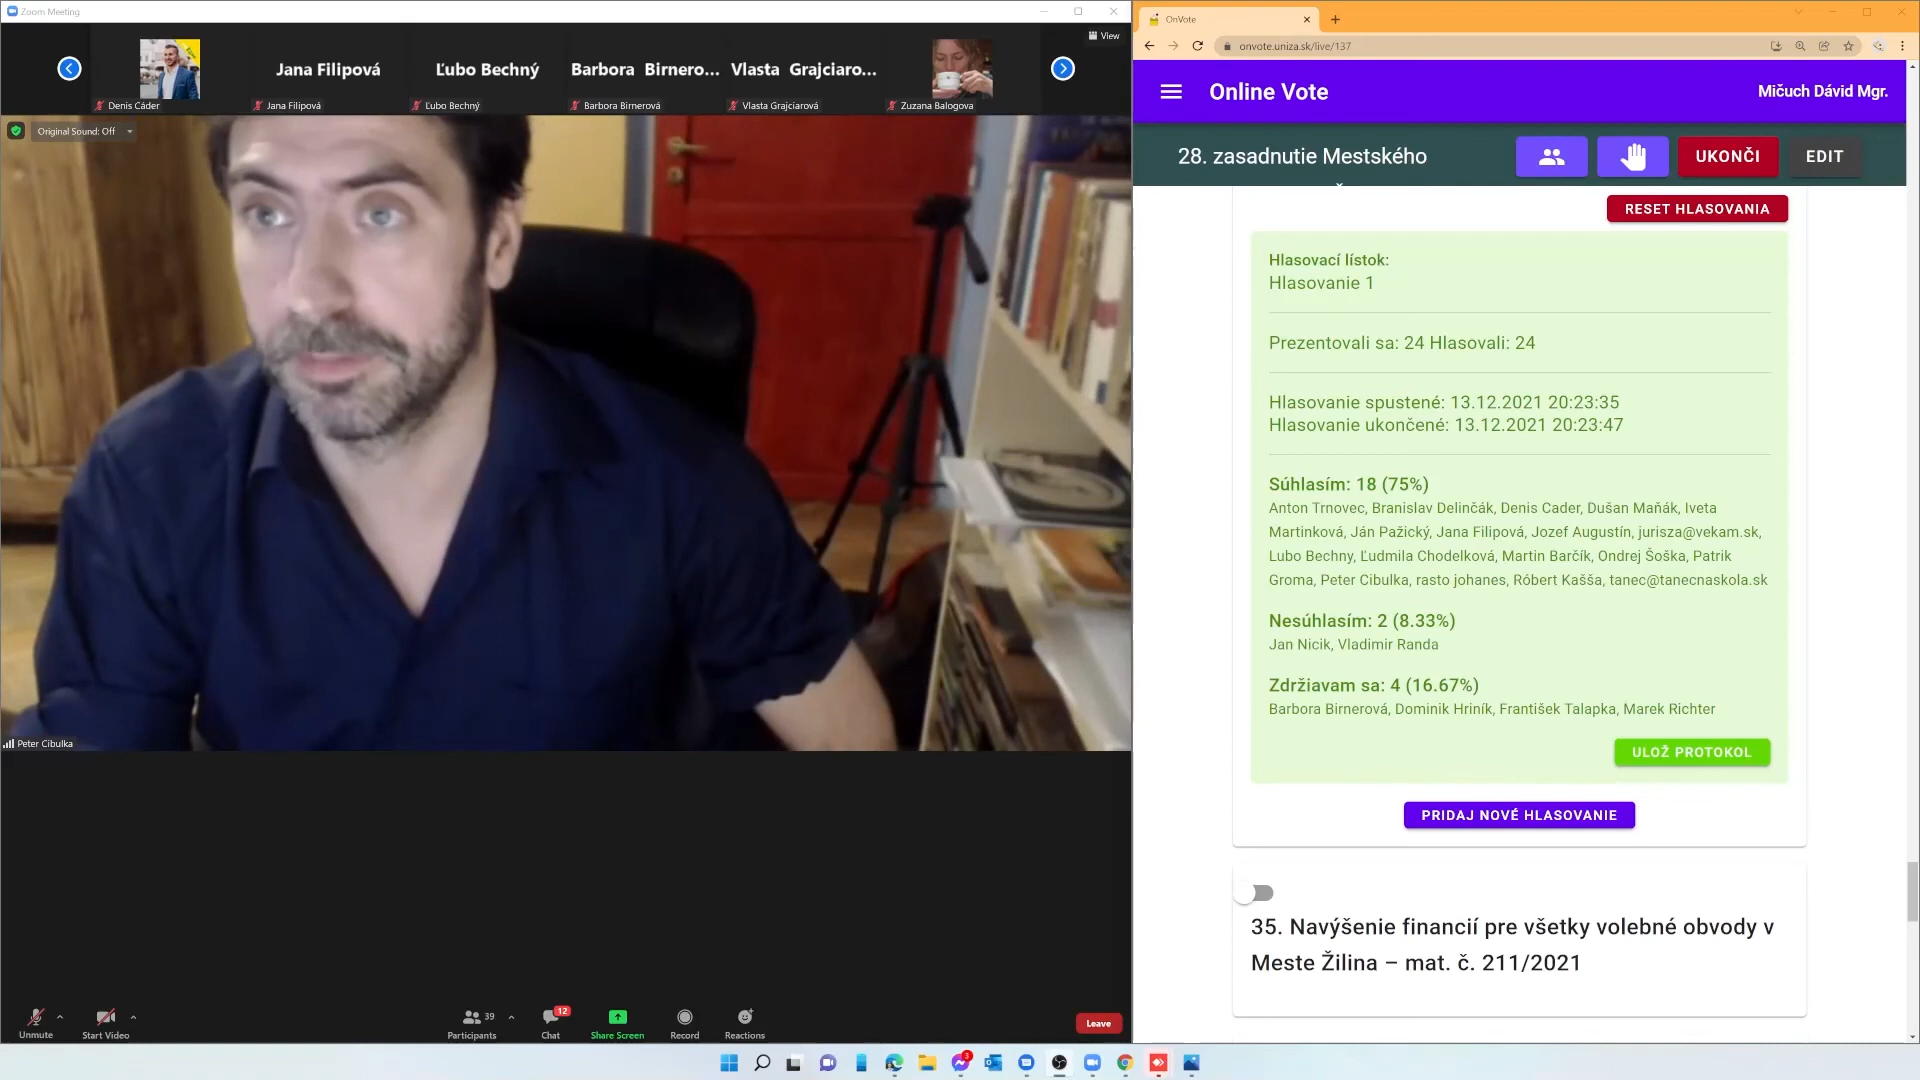 Zoom Meeting
View
Jana Filipová
Ľubo Bechný
Barbora Birnero...
Vlasta Grajciaro...
Denis Cáder
Jana Filipová
Ľubo Bechný
Barbora Birnerová
Vlasta Grajciarová
Zuzana Balogova
Original Sound: Off
Peter Cibulka
Unmute
Start Video
39
Participants
12
Chat
Share Screen
Record
Reactions
Leave
OnVote
onvote.uniza.sk/live/137
Online Vote
Mičuch Dávid Mgr.
28. zasadnutie Mestského
UKONČI
EDIT
RESET HLASOVANIA
Hlasovací lístok:
Hlasovanie 1
Prezentovali sa: 24 Hlasovali: 24
Hlasovanie spustené: 13.12.2021 20:23:35
Hlasovanie ukončené: 13.12.2021 20:23:47
Súhlasím: 18 (75%)
Anton Trnovec, Branislav Delinčák, Denis Cader, Dušan Maňák, Iveta
Martinková, Ján Pažický, Jana Filipová, Jozef Augustín, jurisza@vekam.sk,
Lubo Bechny, Ľudmila Chodelková, Martin Barčík, Ondrej Šoška, Patrik
Groma, Peter Cibulka, rasto johanes, Róbert Kašša, tanec@tanecnaskola.sk
Nesúhlasím: 2 (8.33%)
Jan Nicik, Vladimir Randa
Zdržiavam sa: 4 (16.67%)
Barbora Birnerová, Dominik Hriník, František Talapka, Marek Richter
ULOŽ PROTOKOL
PRIDAJ NOVÉ HLASOVANIE
35. Navýšenie financií pre všetky volebné obvody v
Meste Žilina – mat. č. 211/2021
3